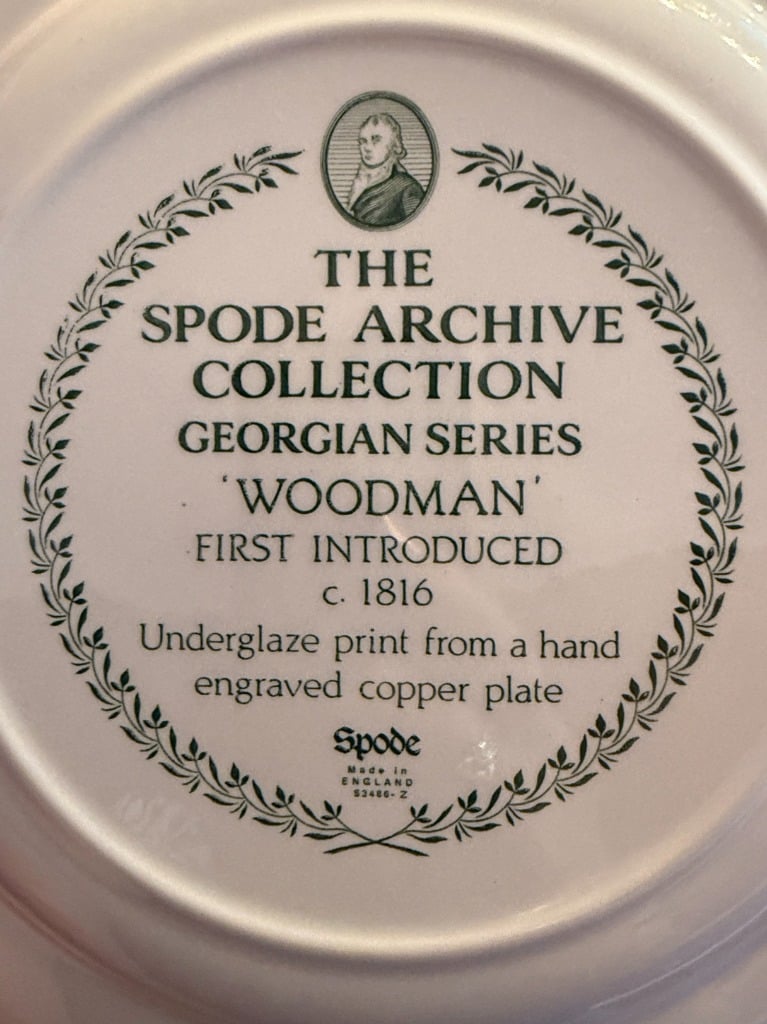 THE
SPODE ARCHIVE
COLLECTION
GEORGIAN SERIES
'WOODMAN'
FIRST INTRODUCED
c. 1816
Underglaze print from a hand
engraved copper plate
Spode
Made in
ENGLAND
S3486-Z